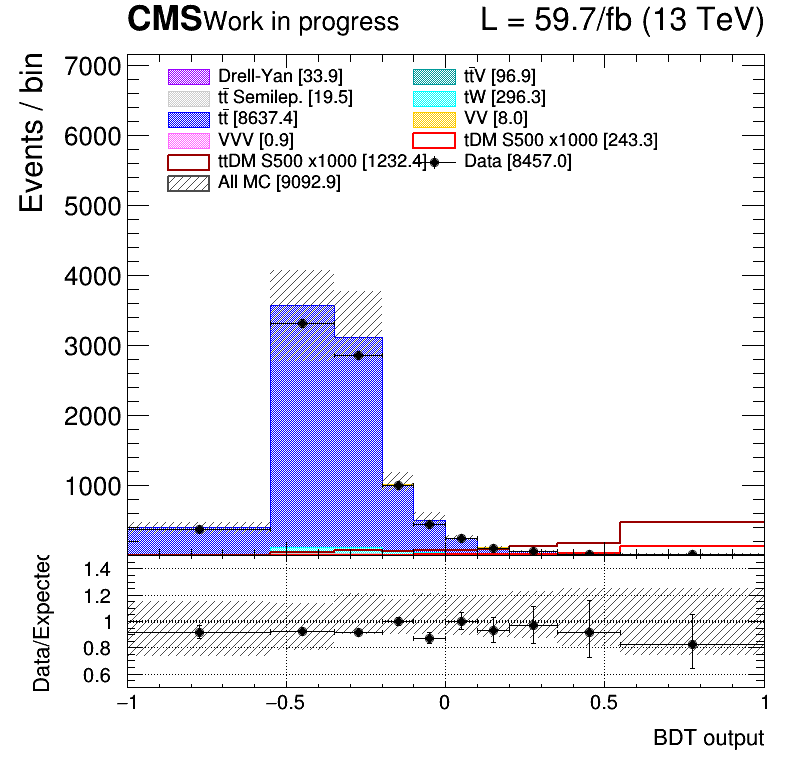 CMS Work in progress L = 59.7/fb (13 TeV)
Events / bin
7000
6000
5000
4000
3000
2000
1000
Drell-Yan [33.9]
tt̄V [96.9]
tt̄ Semilep. [19.5]
tW [296.3]
tt̄ [8637.4]
VV [8.0]
VVV [0.9]
tDM S500 x1000 [243.3]
ttDM S500 x1000 [1232.4]
Data [8457.0]
All MC [9092.9]
Data/Expected
1.4
1.2
1
0.8
0.6
−1 −0.5 0 0.5 1
BDT output